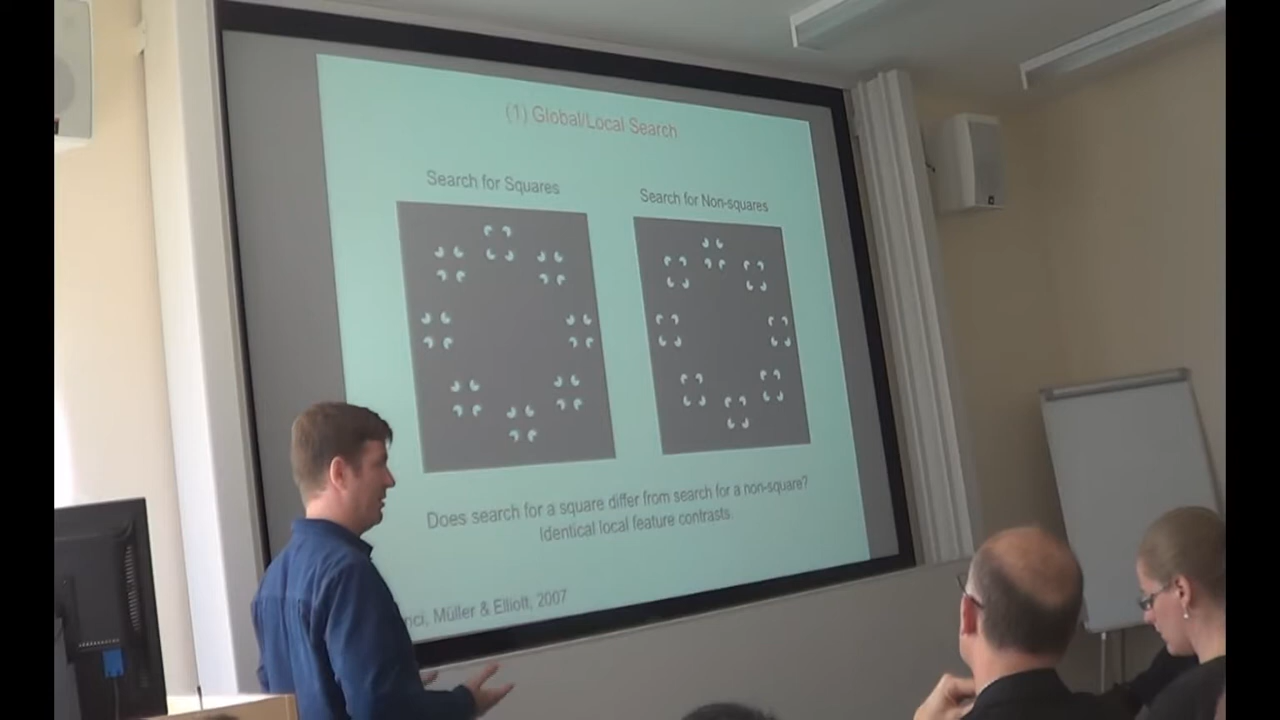 (1) Global/Local Search
Search for Squares
Search for Non-squares
Does search for a square differ from search for a non-square?
Identical local feature contrasts.
Müller & Elliott, 2007